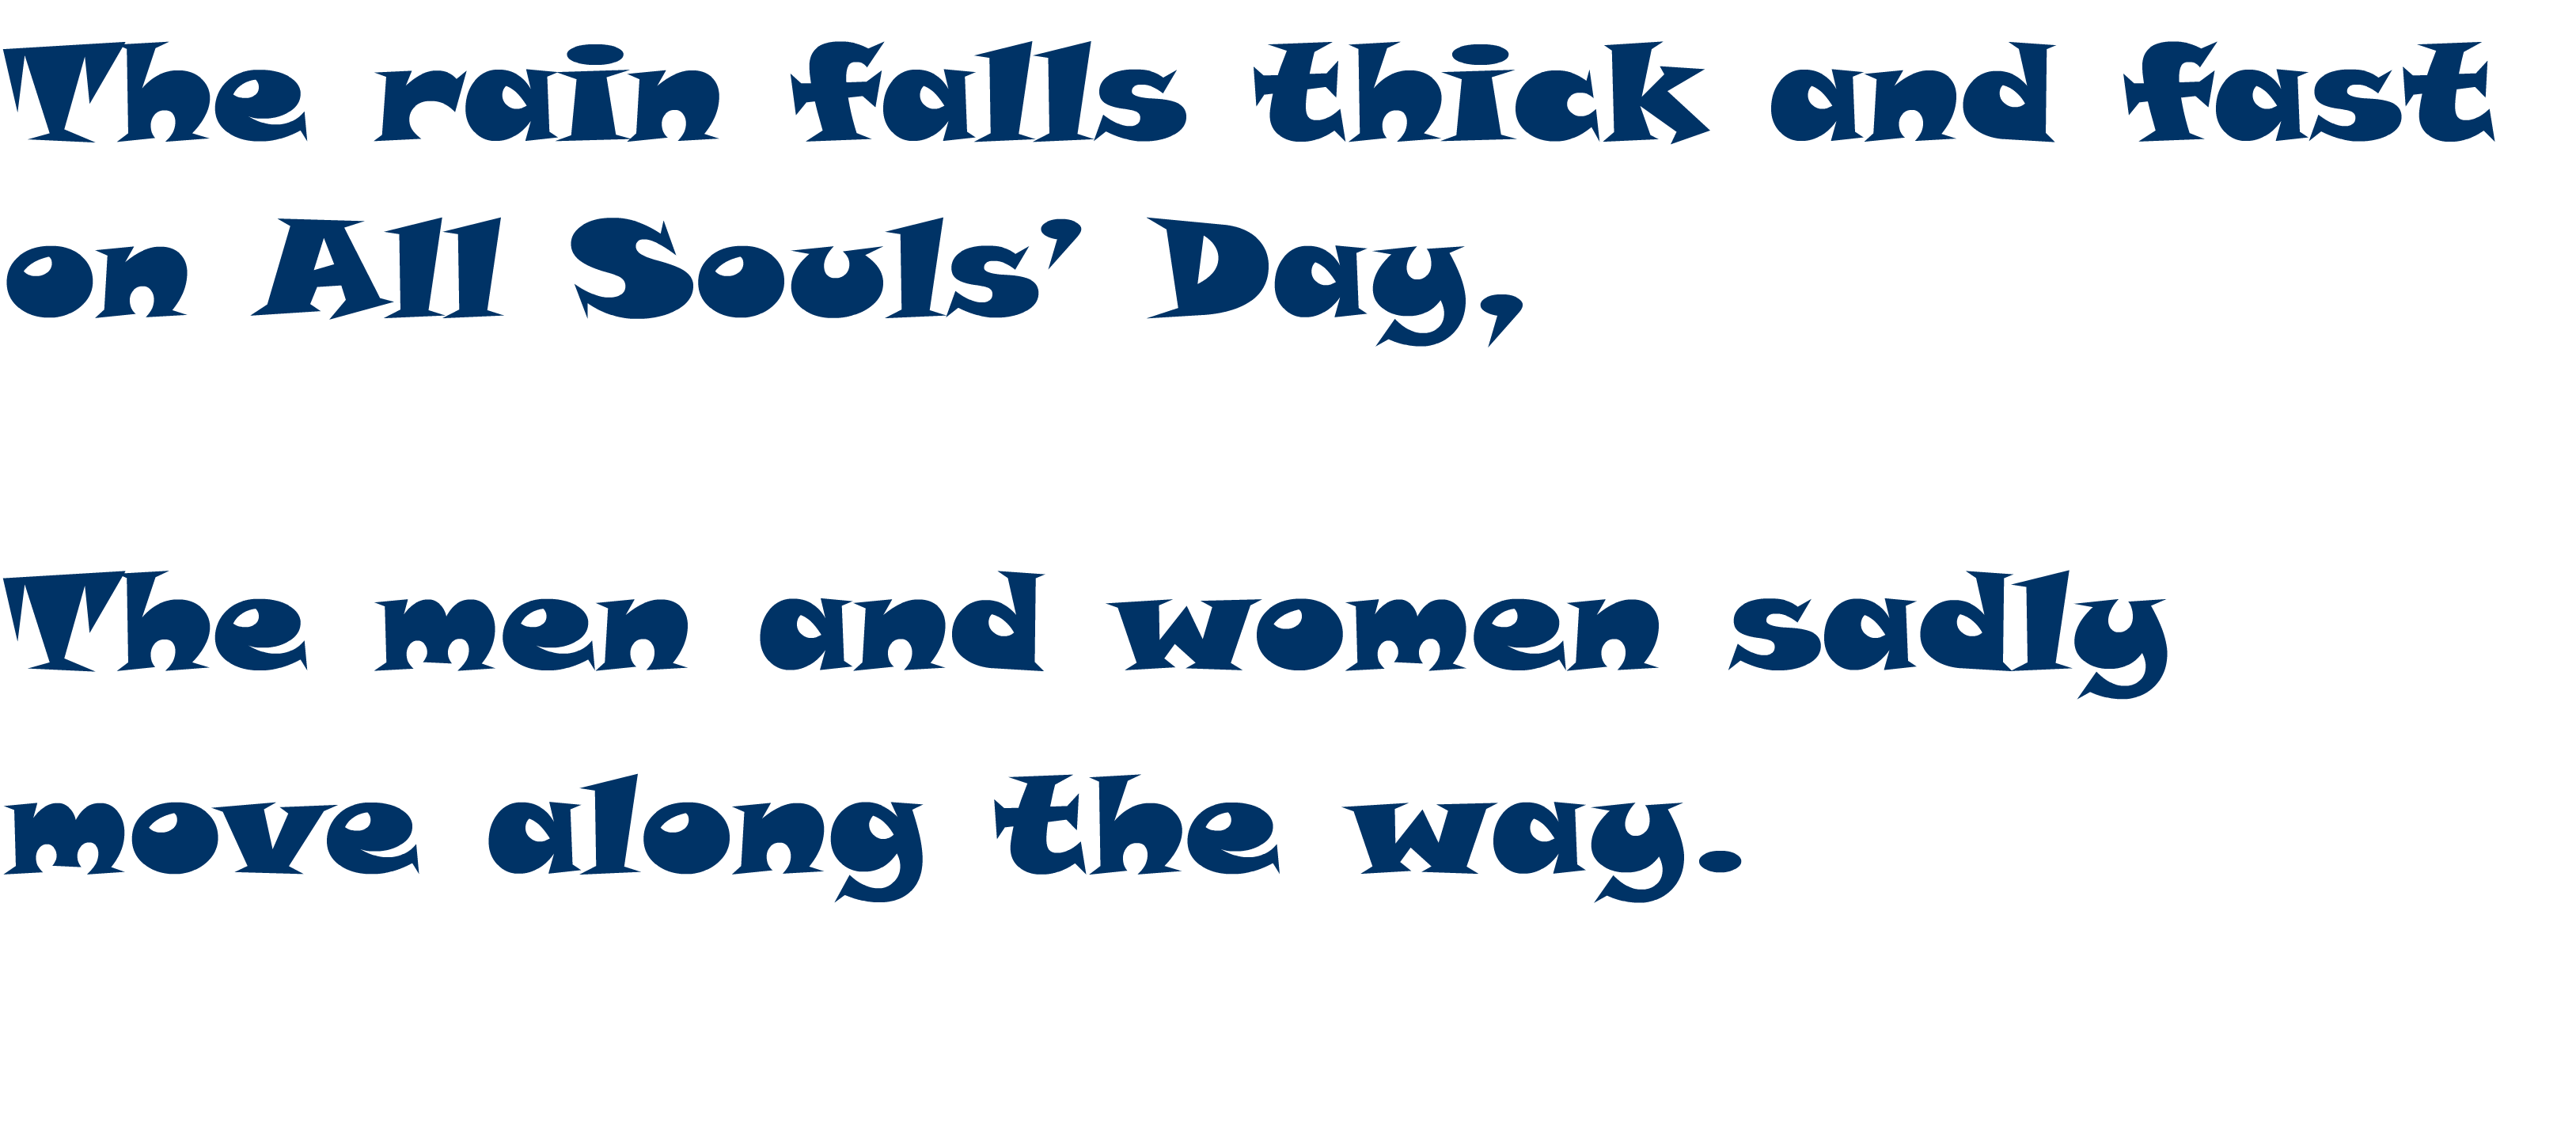 The rain falls thick and fast
on All Souls’ Day,
The men and women sadly
move along the way.